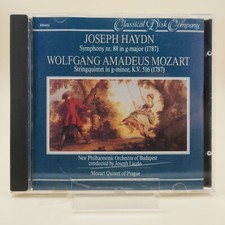 Classical Disk Company
JOSEPH HAYDN
Symphony nr. 88 in g-major (1787)
WOLFGANG AMADEUS MOZART
Stringquintet in g-minor, K.V. 516 (1787)
New Philharmonic Orchestra of Budapest
conducted by Joseph Laszlo
Mozart Quintet of Prague